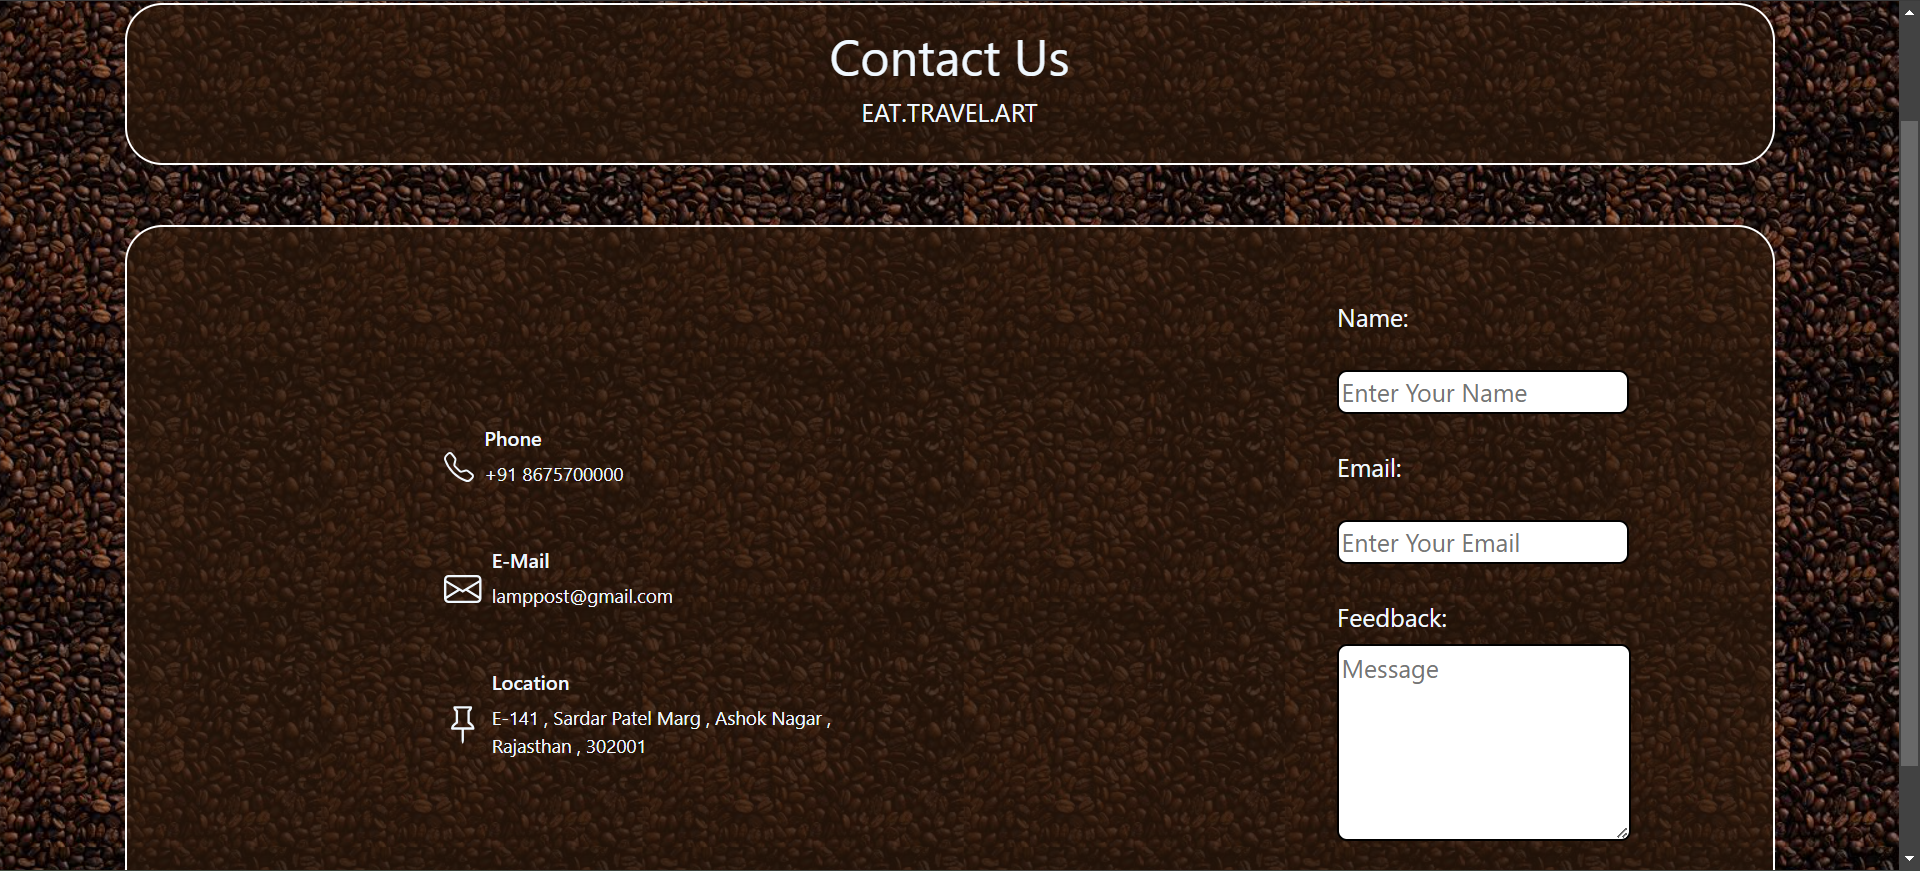 Contact Us
EAT.TRAVEL.ART
Phone
+91 8675700000
E-Mail
lamppost@gmail.com
Location
E-141 , Sardar Patel Marg , Ashok Nagar ,
Rajasthan , 302001
Name:
Enter Your Name
Email:
Enter Your Email
Feedback:
Message